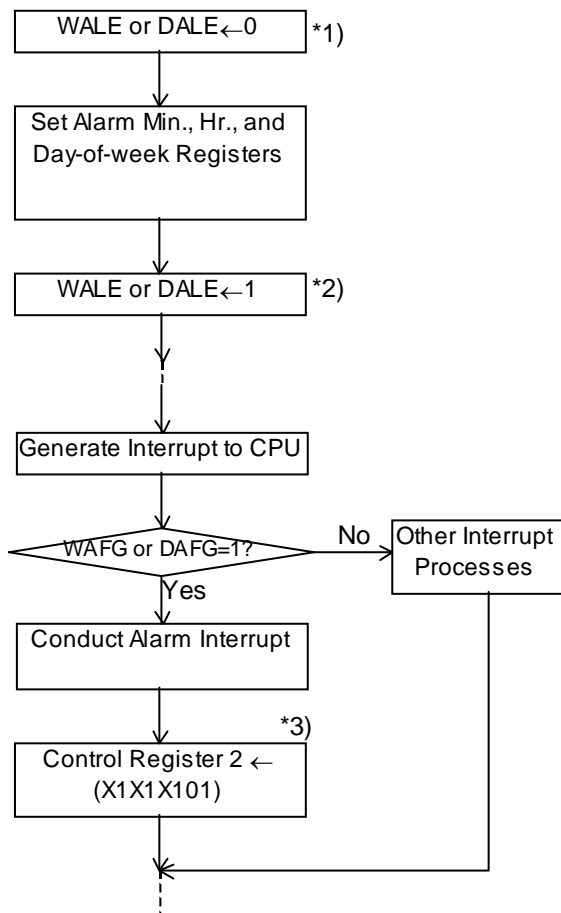 WALE or DALE←0
*1)
Set Alarm Min., Hr., and
Day-of-week Registers
WALE or DALE←1
*2)
Generate Interrupt to CPU
WAFG or DAFG=1?
No
Other Interrupt
Processes
Yes
Conduct Alarm Interrupt
*3)
Control Register 2 ←
(X1X1X101)